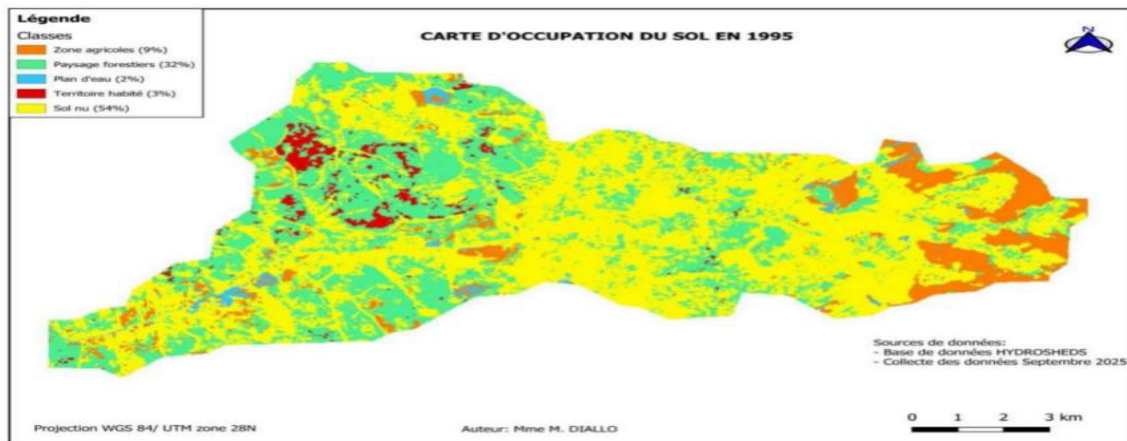 Légende
Classes
Zone agricoles (9%)
Paysage forestiers (32%)
Plan d'eau (2%)
Territoire habité (3%)
Sol nu (54%)
CARTE D'OCCUPATION DU SOL EN 1995
N
Sources de données:
- Base de données HYDROSHEDS
- Collecte des données Septembre 2025
Projection WGS 84/ UTM zone 28N
Auteur: Mme M. DIALLO
0 1 2 3 km